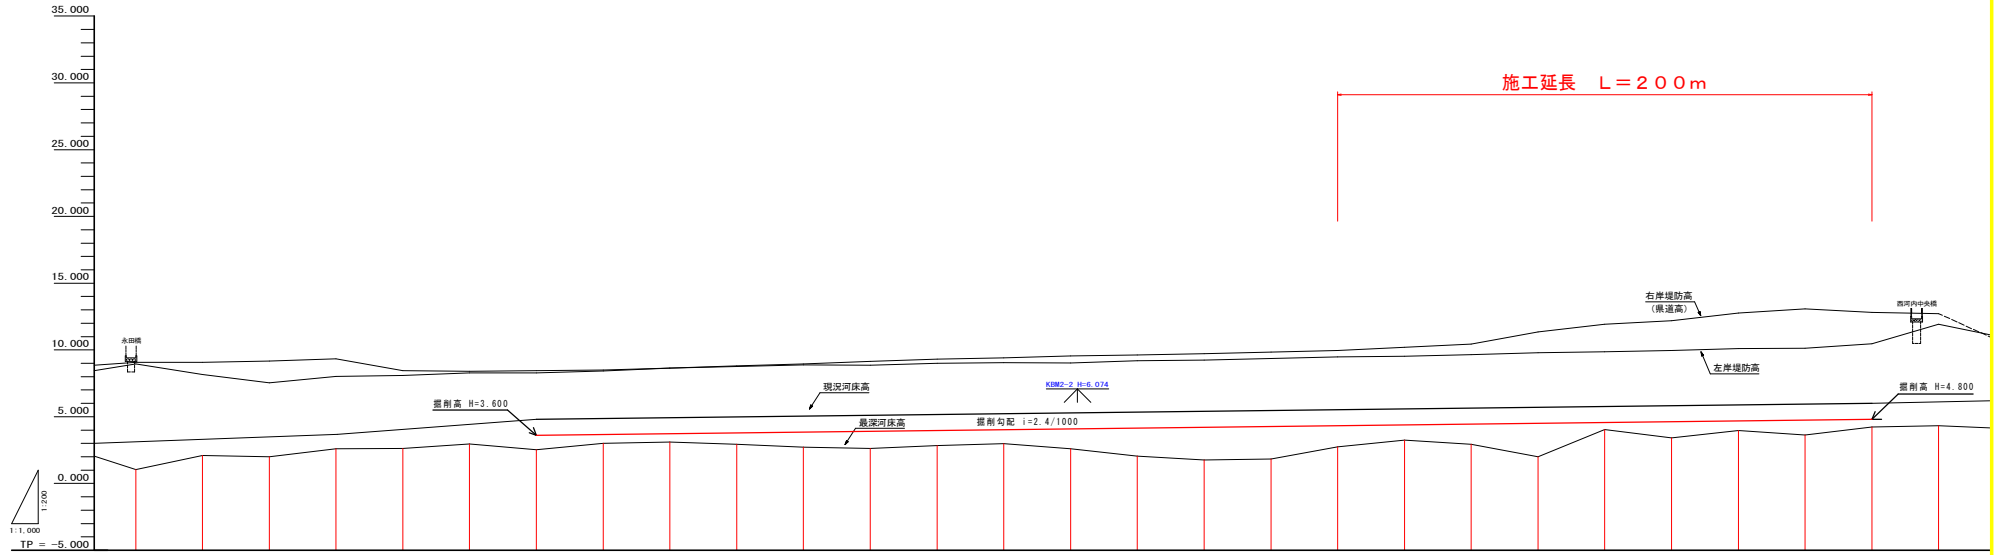 35.000
30.000
施工延長　Ｌ＝２００ｍ
25.000
20.000
15.000
右岸堤防高
(県道高)
西河内中央橋
10.000
永田橋
左岸堤防高
現況河床高
KBM2-2 H=6.074
掘削高 H=4.800
5.000
掘削高 H=3.600
最深河床高
掘削勾配 i=2.4/1000
0.000
1:200
1:1,000
TP = -5.000